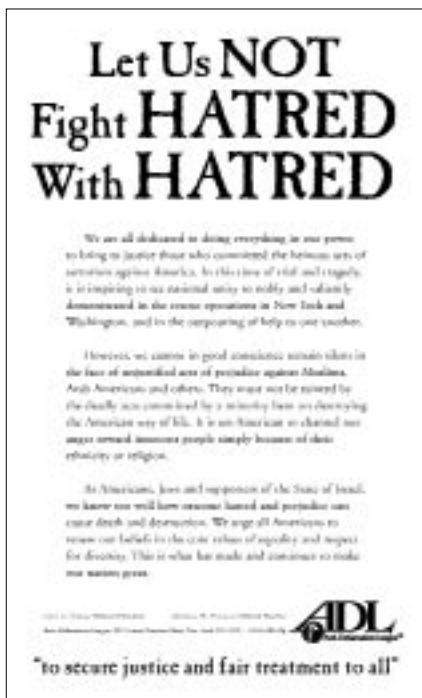 Let Us NOT
Fight HATRED
With HATRED
We are all dedicated to doing everything in our power
to bring to justice those who committed the heinous acts of
terrorism against America. In this time of trial and tragedy,
it is inspiring to see national unity so nobly and valiantly
demonstrated in the rescue operations in New York and
Washington, and in the outpouring of help to one another.
However, we cannot in good conscience remain silent in
the face of unjustified acts of prejudice against Muslims,
Arab Americans and others. They must not be tainted by
the deadly acts committed by a minority bent on destroying
the American way of life. It is un-American to channel our
anger toward innocent people simply because of their
ethnicity or religion.
As Americans, Jews and supporters of the State of Israel,
we know too well how extreme hatred and prejudice can
cause death and destruction. We urge all Americans to
renew our beliefs in the core values of equality and respect
for diversity. This is what has made and continues to make
our nation great.
ADL
Anti-Defamation League
"to secure justice and fair treatment to all"